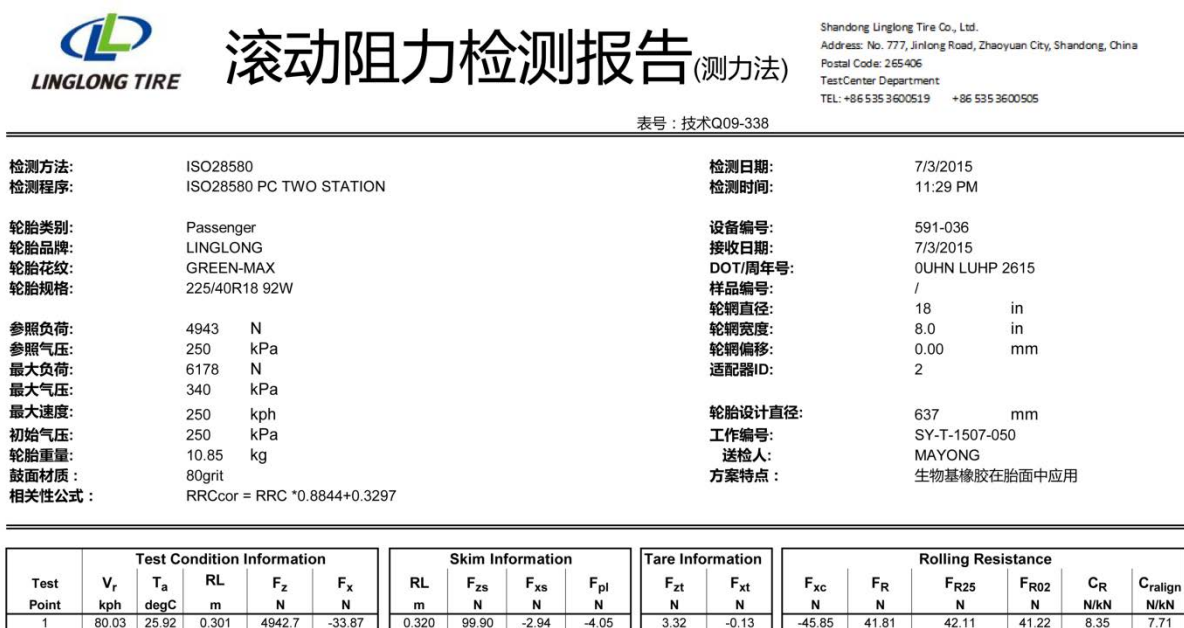 LINGLONG TIRE
滚动阻力检测报告(测力法)
Shandong Linglong Tire Co., Ltd.
Address: No. 777, Jinlong Road, Zhaoyuan City, Shandong, China
Postal Code: 265406
TestCenter Department
TEL: +86 535 3600519 +86 535 3600505
表号：技术Q09-338
检测方法: ISO28580 检测日期: 7/3/2015
检测程序: ISO28580 PC TWO STATION 检测时间: 11:29 PM
轮胎类别: Passenger 设备编号: 591-036
轮胎品牌: LINGLONG 接收日期: 7/3/2015
轮胎花纹: GREEN-MAX DOT/周年号: 0UHN LUHP 2615
轮胎规格: 225/40R18 92W 样品编号: /
轮辋直径: 18 in
参照负荷: 4943 N 轮辋宽度: 8.0 in
参照气压: 250 kPa 轮辋偏移: 0.00 mm
最大负荷: 6178 N 适配器ID: 2
最大气压: 340 kPa
最大速度: 250 kph 轮胎设计直径: 637 mm
初始气压: 250 kPa 工作编号: SY-T-1507-050
轮胎重量: 10.85 kg 送检人: MAYONG
鼓面材质： 80grit 方案特点： 生物基橡胶在胎面中应用
相关性公式： RRCcor = RRC *0.8844+0.3297
Test Condition Information Skim Information Tare Information Rolling Resistance
Test Vr Ta RL Fz Fx RL Fzs Fxs Fpl Fzt Fxt Fxc FR FR25 FR02 CR Cralign
Point kph degC m N N m N N N N N N N N N N/kN N/kN
1 80.03 25.92 0.301 4942.7 -33.87 0.320 99.90 -2.94 -4.05 3.32 -0.13 -45.85 41.81 42.11 41.22 8.35 7.71